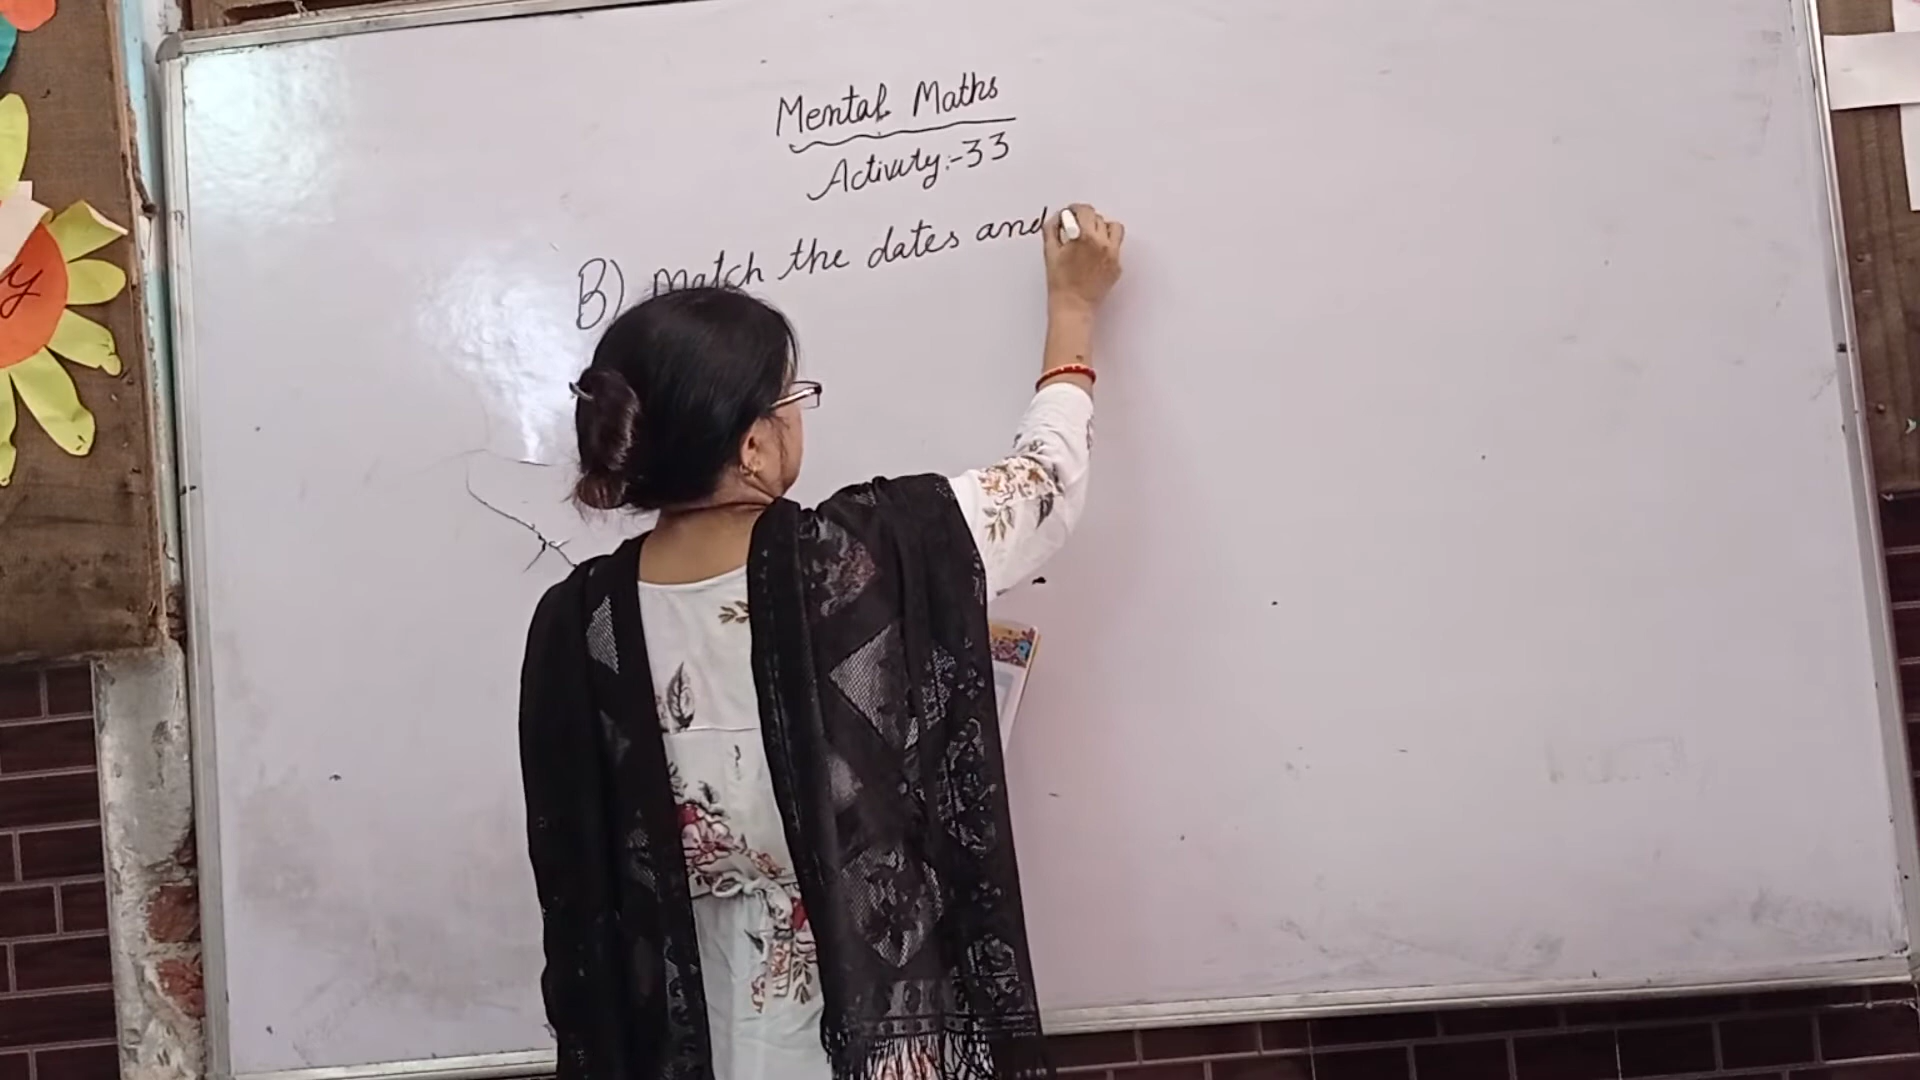 Mental Maths
Activity:-33
B) Match the dates and
y